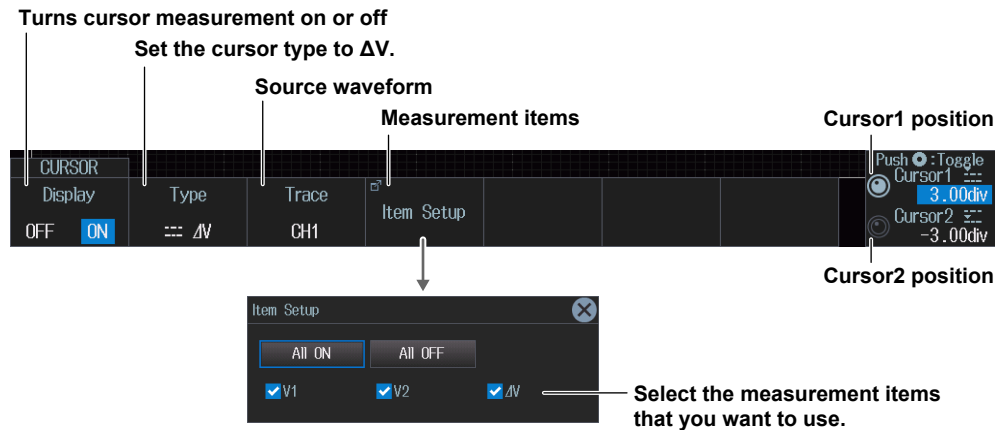 Turns cursor measurement on or off
Set the cursor type to ΔV.
Source waveform
Measurement items
Cursor1 position
CURSOR
Display
OFF ON
Type
ΔV
Trace
CH1
Item Setup
Push :Toggle
Cursor1
3.00div
Cursor2
-3.00div
Cursor2 position
Item Setup
All ON All OFF
V1 V2 ΔV
Select the measurement items
that you want to use.